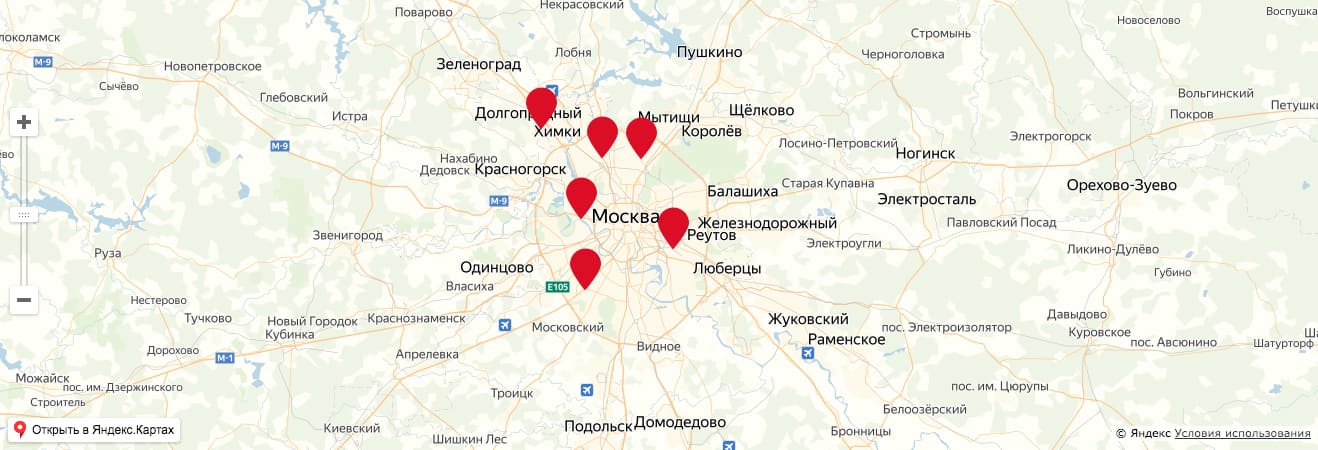 Поварово
Некрасовский
Новоселово
Воспушка
Стромынь
Пушкино
Лобня
Черноголовка
Зеленоград
локоламск
М-9
Новопетровское
Сычёво
Глебовский
Вольгинский
Петушки
Покров
Истра
Долгопрудный
Мытищи
Щёлково
Химки
Королёв
Электрогорск
М-9
Лосино-Петровский
Ногинск
Нахабино
Дедовск
Красногорск
Старая Купавна
Орехово-Зуево
Балашиха
Электросталь
М-9
Москва
Железнодорожный
Павловский Посад
Звенигород
Реутов
Электроугли
Ликино-Дулёво
Руза
Одинцово
Люберцы
Губино
Власиха
Е105
Нестерово
Тучково
Новый Городок
Краснознаменск
Жуковский
Давыдово
Кубинка
Московский
пос. Электроизолятор
Куровское
Раменское
пос. Авсюнино
Шатурторф
Дорохово
М-1
Апрелевка
Видное
Можайск
пос. им. Дзержинского
Троицк
пос. им. Цюрупы
Строитель
Белоозёрский
Открыть в Яндекс.Картах
Киевский
Подольск
Домодедово
Бронницы
Шишкин Лес
© Яндекс Условия использования